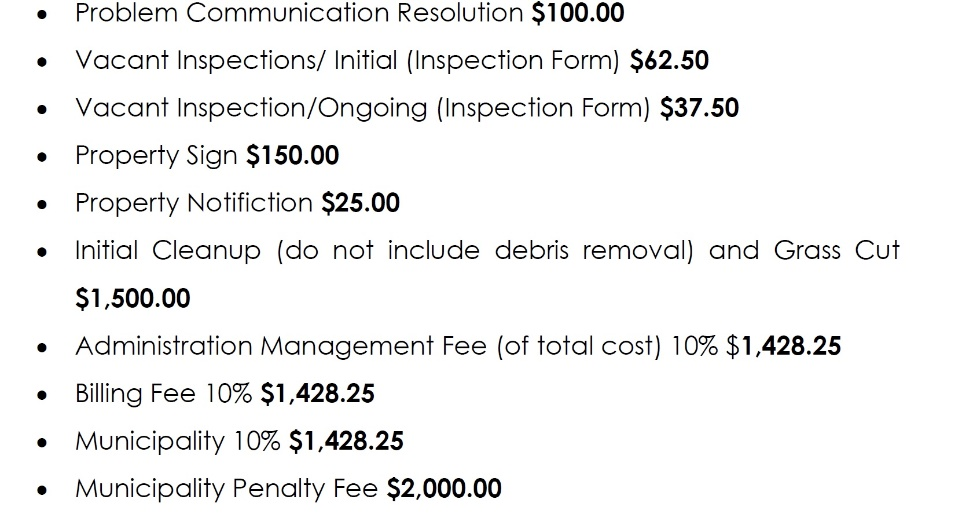 • Problem Communication Resolution $100.00
• Vacant Inspections/ Initial (Inspection Form) $62.50
• Vacant Inspection/Ongoing (Inspection Form) $37.50
• Property Sign $150.00
• Property Notifiction $25.00
• Initial Cleanup (do not include debris removal) and Grass Cut
$1,500.00
• Administration Management Fee (of total cost) 10% $1,428.25
• Billing Fee 10% $1,428.25
• Municipality 10% $1,428.25
• Municipality Penalty Fee $2,000.00